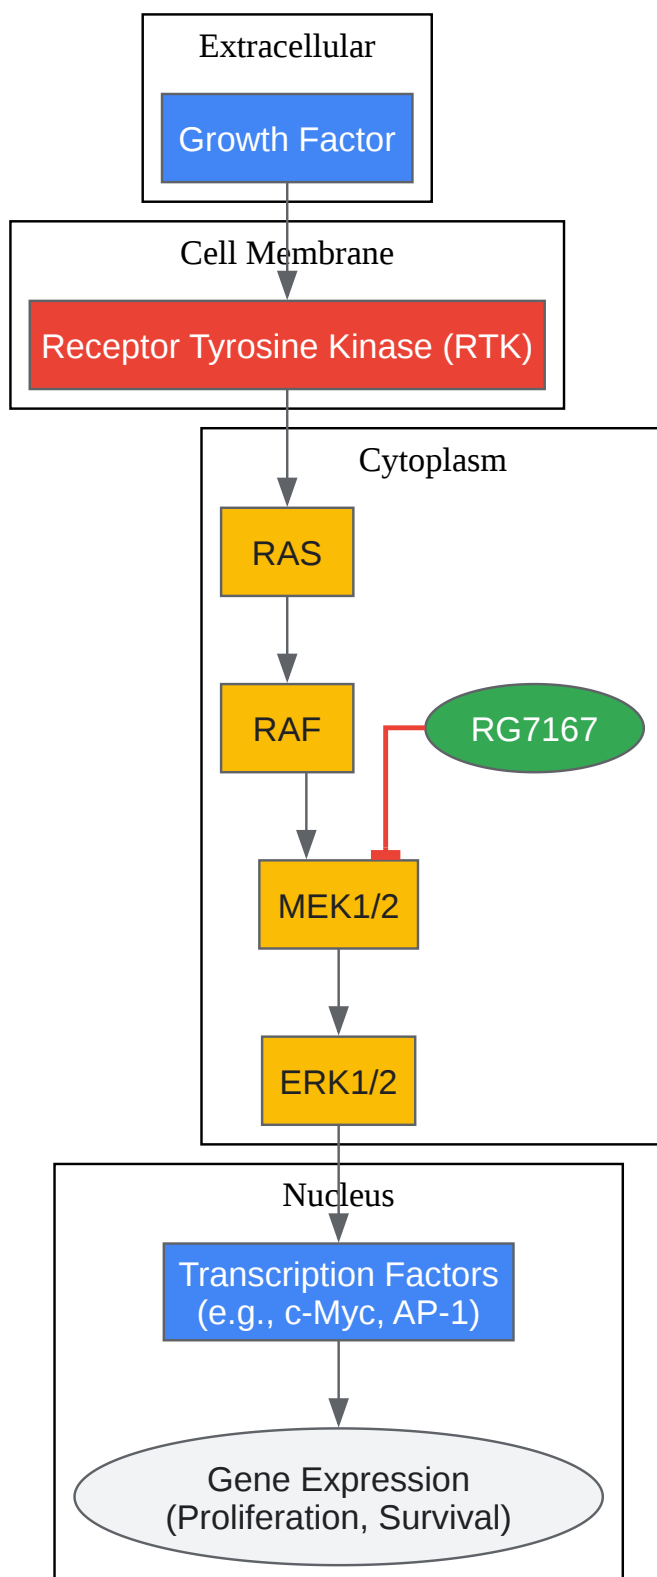 Extracellular
Growth Factor
Cell Membrane
Receptor Tyrosine Kinase (RTK)
Cytoplasm
RAS
RAF
RG7167
MEK1/2
ERK1/2
Nucleus
Transcription Factors
(e.g., c-Myc, AP-1)
Gene Expression
(Proliferation, Survival)